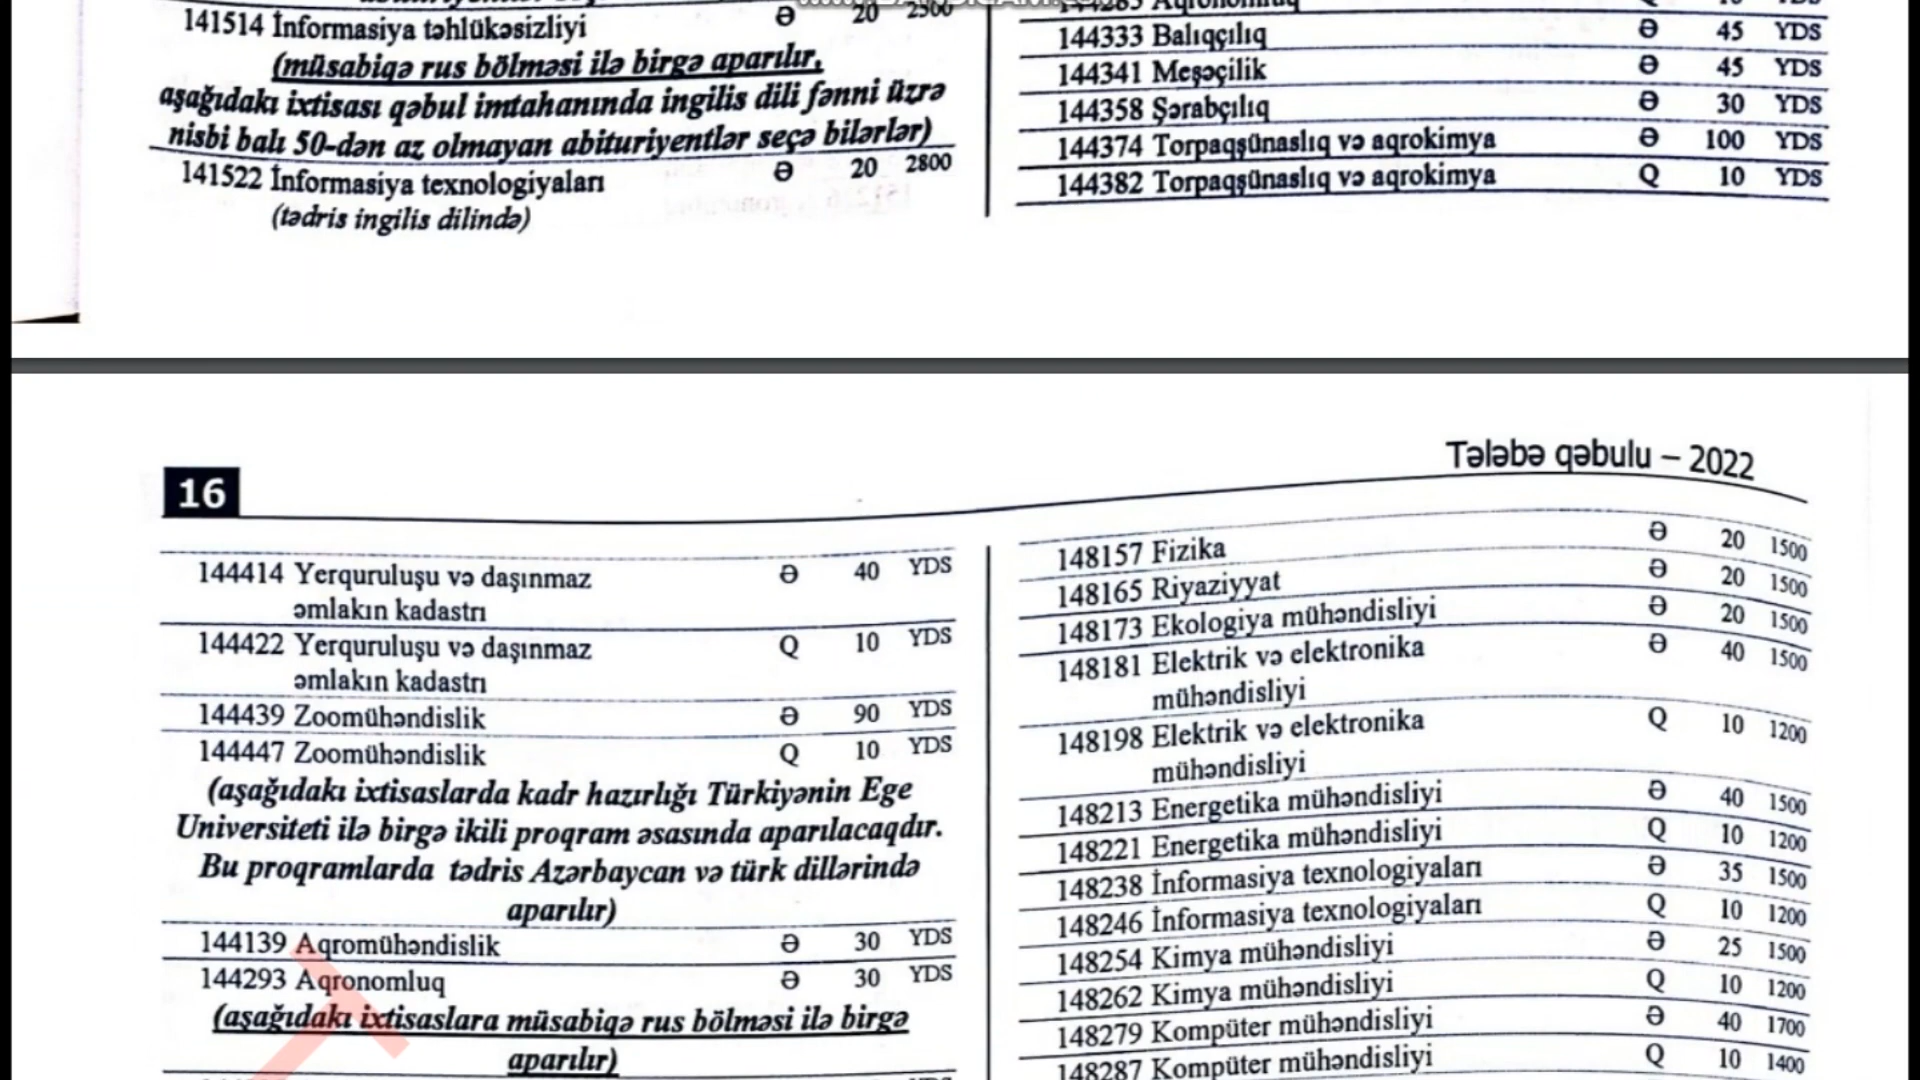 141514 İnformasiya təhlükəsizliyi Ə 20 2500
(müsabiqə rus bölməsi ilə birgə aparılır,
aşağıdakı ixtisası qəbul imtahanında ingilis dili fənni üzrə
nisbi balı 50-dən az olmayan abituriyentlər seçə bilərlər)
141522 İnformasiya texnologiyaları Ə 20 2800
(tədris ingilis dilində)
144333 Balıqçılıq Ə 45 YDS
144341 Meşəçilik Ə 45 YDS
144358 Şərabçılıq Ə 30 YDS
144374 Torpaqşünaslıq və aqrokimya Ə 100 YDS
144382 Torpaqşünaslıq və aqrokimya Q 10 YDS
16
Tələbə qəbulu – 2022
144414 Yerquruluşu və daşınmaz Ə 40 YDS
əmlakın kadastrı
144422 Yerquruluşu və daşınmaz Q 10 YDS
əmlakın kadastrı
144439 Zoomühəndislik Ə 90 YDS
144447 Zoomühəndislik Q 10 YDS
(aşağıdakı ixtisaslarda kadr hazırlığı Türkiyənin Ege
Universiteti ilə birgə ikili proqram əsasında aparılacaqdır.
Bu proqramlarda tədris Azərbaycan və türk dillərində
aparılır)
144139 Aqromühəndislik Ə 30 YDS
144293 Aqronomluq Ə 30 YDS
(aşağıdakı ixtisaslara müsabiqə rus bölməsi ilə birgə
aparılır)
148157 Fizika Ə 20 1500
148165 Riyaziyyat Ə 20 1500
148173 Ekologiya mühəndisliyi Ə 20 1500
148181 Elektrik və elektronika Ə 40 1500
mühəndisliyi
148198 Elektrik və elektronika Q 10 1200
mühəndisliyi
148213 Energetika mühəndisliyi Ə 40 1500
148221 Energetika mühəndisliyi Q 10 1200
148238 İnformasiya texnologiyaları Ə 35 1500
148246 İnformasiya texnologiyaları Q 10 1200
148254 Kimya mühəndisliyi Ə 25 1500
148262 Kimya mühəndisliyi Q 10 1200
148279 Kompüter mühəndisliyi Ə 40 1700
148287 Kompüter mühəndisliyi Q 10 1400